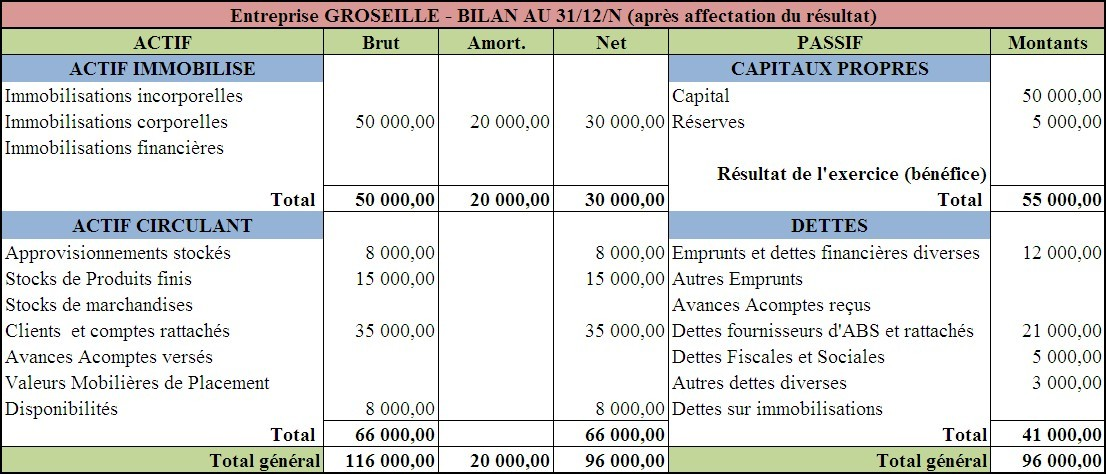 Entreprise GROSEILLE - BILAN AU 31/12/N (après affectation du résultat)
ACTIF Brut Amort. Net PASSIF Montants
ACTIF IMMOBILISE CAPITAUX PROPRES
Immobilisations incorporelles Capital 50 000,00
Immobilisations corporelles 50 000,00 20 000,00 30 000,00 Réserves 5 000,00
Immobilisations financières
Résultat de l'exercice (bénéfice)
Total 50 000,00 20 000,00 30 000,00 Total 55 000,00
ACTIF CIRCULANT DETTES
Approvisionnements stockés 8 000,00 8 000,00 Emprunts et dettes financières diverses 12 000,00
Stocks de Produits finis 15 000,00 15 000,00 Autres Emprunts
Stocks de marchandises Avances Acomptes reçus
Clients et comptes rattachés 35 000,00 35 000,00 Dettes fournisseurs d'ABS et rattachés 21 000,00
Avances Acomptes versés Dettes Fiscales et Sociales 5 000,00
Valeurs Mobilières de Placement Autres dettes diverses 3 000,00
Disponibilités 8 000,00 8 000,00 Dettes sur immobilisations
Total 66 000,00 66 000,00 Total 41 000,00
Total général 116 000,00 20 000,00 96 000,00 Total général 96 000,00